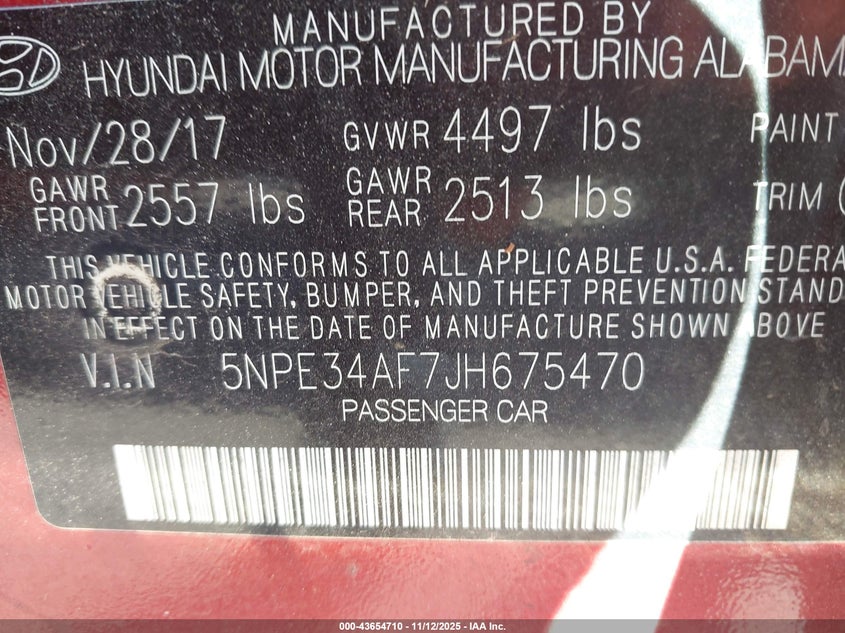 MANUFACTURED BY
HYUNDAI MOTOR MANUFACTURING ALABAMA
Nov/28/17 GVWR 4497 lbs PAINT
GAWR FRONT 2557 lbs GAWR REAR 2513 lbs TRIM
THIS VEHICLE CONFORMS TO ALL APPLICABLE U.S.A. FEDERA
MOTOR VEHICLE SAFETY, BUMPER, AND THEFT PREVENTION STAND
IN EFFECT ON THE DATE OF MANUFACTURE SHOWN ABOVE
V.I.N 5NPE34AF7JH675470
PASSENGER CAR
000-43654710 - 11/12/2025 - IAA Inc.